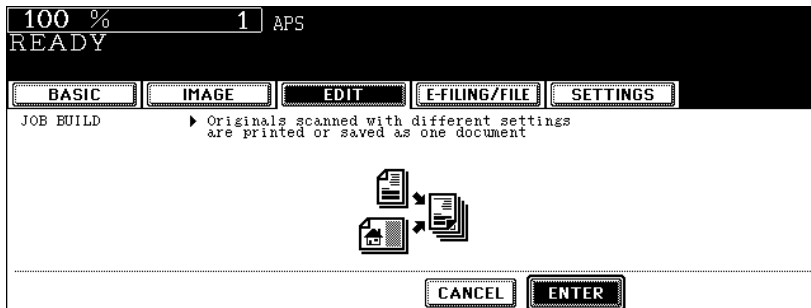 100 % 1 APS
READY
BASIC IMAGE EDIT E-FILING/FILE SETTINGS
JOB BUILD ▶ Originals scanned with different settings
are printed or saved as one document
CANCEL ENTER